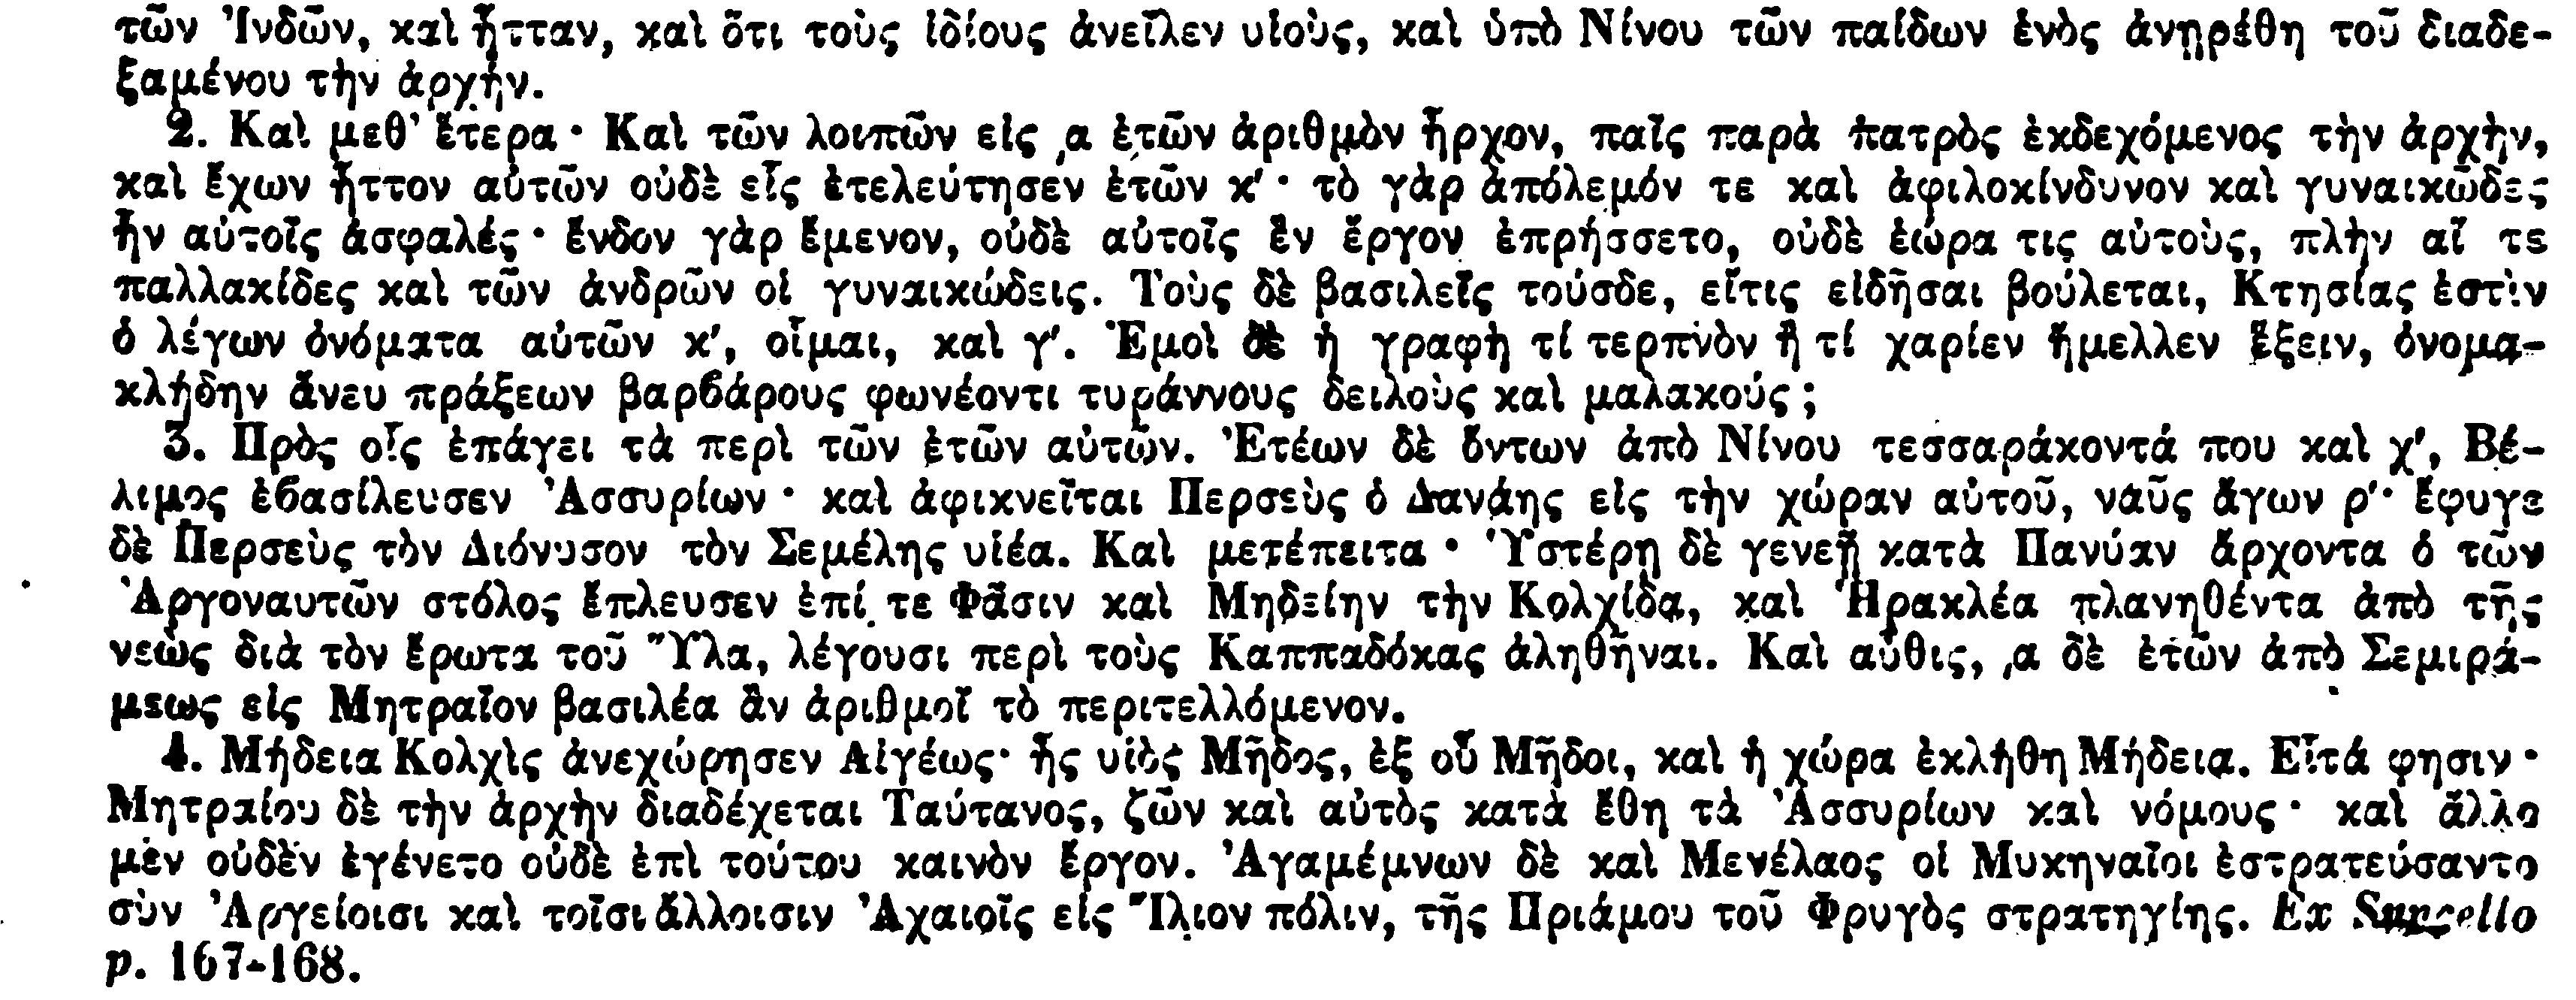 τῶν Ἰνδῶν, καὶ ἧτταν, καὶ ὅτι τοὺς ἰδίους ἀνεῖλεν υἱοὺς, καὶ ὑπὸ Νίνου τῶν παίδων ἑνὸς ἀνῃρέθη τοῦ διαδε-
ξαμένου τὴν ἀρχήν.
2. Καὶ μεθ’ ἕτερα· Καὶ τῶν λοιπῶν εἰς ͵α ἐτῶν ἀριθμὸν ἦρχον, παῖς παρὰ πατρὸς ἐκδεχόμενος τὴν ἀρχὴν,
καὶ ἔχων ἧττον αὐτῶν οὐδὲ εἷς ἐτελεύτησεν ἐτῶν κʹ· τὸ γὰρ ἀπόλεμόν τε καὶ ἀφιλοκίνδυνον καὶ γυναικῶδες
ἦν αὐτοῖς ἀσφαλές· ἔνδον γὰρ ἔμενον, οὐδὲ αὐτοῖς ἓν ἔργον ἐπρήσσετο, οὐδὲ ἑώρα τις αὐτοὺς, πλὴν αἵ τε
παλλακίδες καὶ τῶν ἀνδρῶν οἱ γυναικώδεις. Τοὺς δὲ βασιλεῖς τούσδε, εἴτις εἰδῆσαι βούλεται, Κτησίας ἐστὶν
ὁ λέγων ὀνόματα αὐτῶν κʹ, οἶμαι, καὶ γʹ. Ἐμοὶ δὲ ἡ γραφὴ τί τερπνὸν ἢ τί χαρίεν ἤμελλεν ἕξειν, ὀνομα-
κλήδην ἄνευ πράξεων βαρϐάρους φωνέοντι τυράννους δειλοὺς καὶ μαλακούς;
3. Πρὸς οἷς ἐπάγει τὰ περὶ τῶν ἐτῶν αὐτῶν. Ἐτέων δὲ ὄντων ἀπὸ Νίνου τεσσαράκοντά που καὶ χʹ, Βέ-
λιμος ἐϐασίλευσεν Ἀσσυρίων· καὶ ἀφικνεῖται Περσεὺς ὁ Δανάης εἰς τὴν χώραν αὐτοῦ, ναῦς ἄγων ρʹ· ἔφυγε
δὲ Περσεὺς τὸν Διόνυσον τὸν Σεμέλης υἱέα. Καὶ μετέπειτα· Ὑστέρῃ δὲ γενεῇ κατὰ Πανύαν ἄρχοντα ὁ τῶν
Ἀργοναυτῶν στόλος ἔπλευσεν ἐπί τε Φᾶσιν καὶ Μηδείην τὴν Κολχίδα, καὶ Ἡρακλέα πλανηθέντα ἀπὸ τῆς
νεὼς διὰ τὸν ἔρωτα τοῦ Ὕλα, λέγουσι περὶ τοὺς Καππαδόκας ἀληθῆναι. Καὶ αὖθις, ͵α δὲ ἐτῶν ἀπὸ Σεμιρά-
μεως εἰς Μητραῖον βασιλέα ἂν ἀριθμοῖ τὸ περιτελλόμενον.
4. Μήδεια Κολχὶς ἀνεχώρησεν Αἰγέως· ἧς υἱὸς Μῆδος, ἐξ οὗ Μῆδοι, καὶ ἡ χώρα ἐκλήθη Μήδεια. Εἶτά φησιν·
Μητραίου δὲ τὴν ἀρχὴν διαδέχεται Ταύτανος, ζῶν καὶ αὐτὸς κατὰ ἔθη τὰ Ἀσσυρίων καὶ νόμους· καὶ ἄλλο
μὲν οὐδὲν ἐγένετο οὐδὲ ἐπὶ τούτου καινὸν ἔργον. Ἀγαμέμνων δὲ καὶ Μενέλαος οἱ Μυκηναῖοι ἐστρατεύσαντο
σὺν Ἀργείοισι καὶ τοῖσι ἄλλοισιν Ἀχαιοῖς εἰς Ἴλιον πόλιν, τῆς Πριάμου τοῦ Φρυγὸς στρατηγίης. Ex Syncello
p. 167-168.